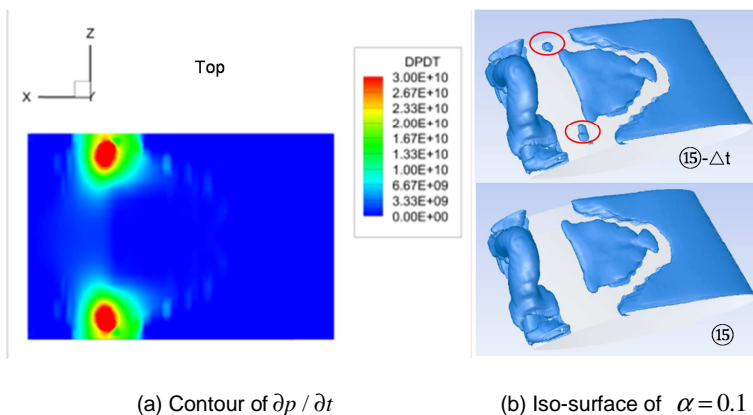 Z
X
Y
Top
DPDT
3.00E+10
2.67E+10
2.33E+10
2.00E+10
1.67E+10
1.33E+10
1.00E+10
6.67E+09
3.33E+09
0.00E+00
⑮-△t
⑮
(a) Contour of ∂p / ∂t
(b) Iso-surface of α=0.1